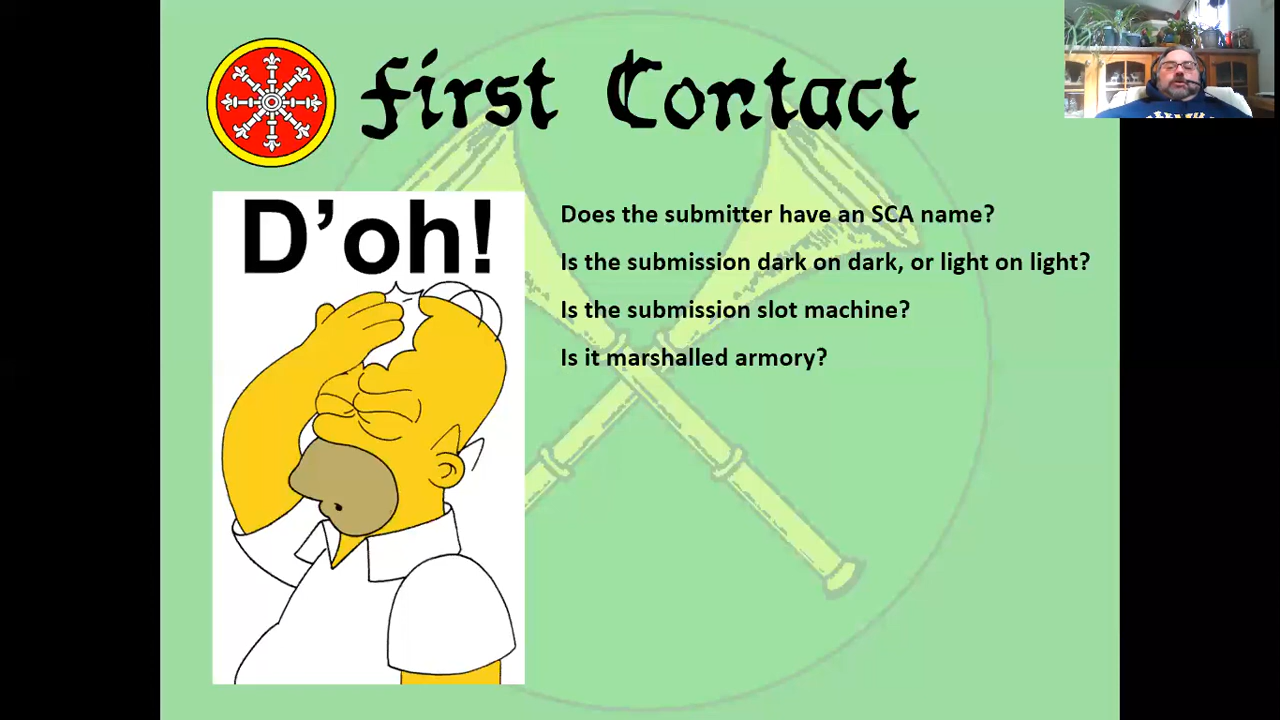 First Contact
D'oh!
Does the submitter have an SCA name?
Is the submission dark on dark, or light on light?
Is the submission slot machine?
Is it marshalled armory?